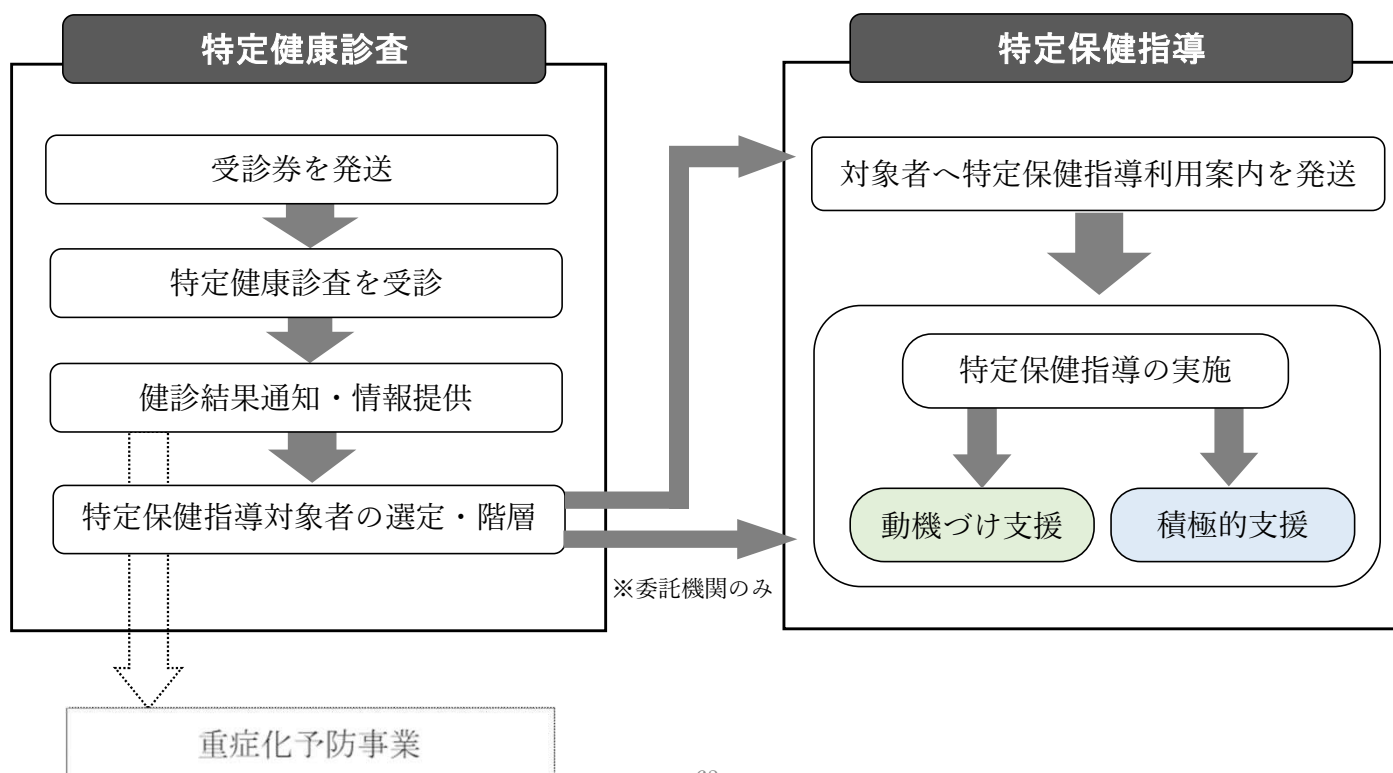 特定健康診査
受診券を発送
特定健康診査を受診
健診結果通知・情報提供
特定保健指導対象者の選定・階層
※委託機関のみ
重症化予防事業
特定保健指導
対象者へ特定保健指導利用案内を発送
特定保健指導の実施
動機づけ支援
積極的支援